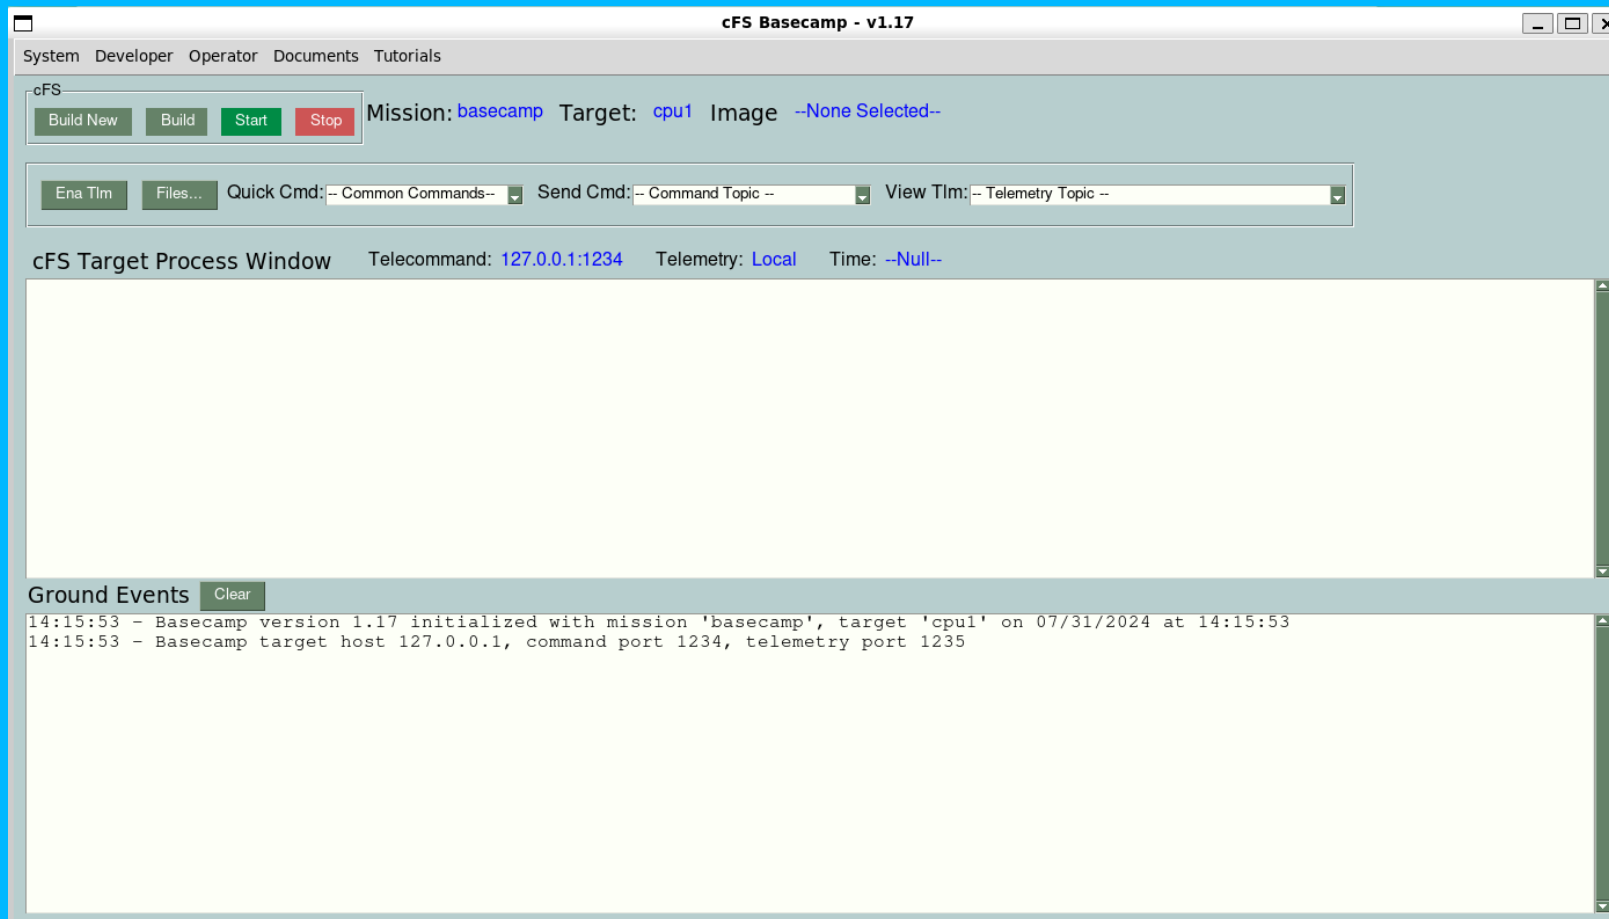 cFS Basecamp - v1.17
System Developer Operator Documents Tutorials
cFS
Build New Build Start Stop Mission: basecamp Target: cpu1 Image --None Selected--
Ena Tlm Files... Quick Cmd: -- Common Commands-- Send Cmd: -- Command Topic -- View Tlm: -- Telemetry Topic --
cFS Target Process Window Telecommand: 127.0.0.1:1234 Telemetry: Local Time: --Null--
Ground Events Clear
14:15:53 - Basecamp version 1.17 initialized with mission 'basecamp', target 'cpu1' on 07/31/2024 at 14:15:53
14:15:53 - Basecamp target host 127.0.0.1, command port 1234, telemetry port 1235